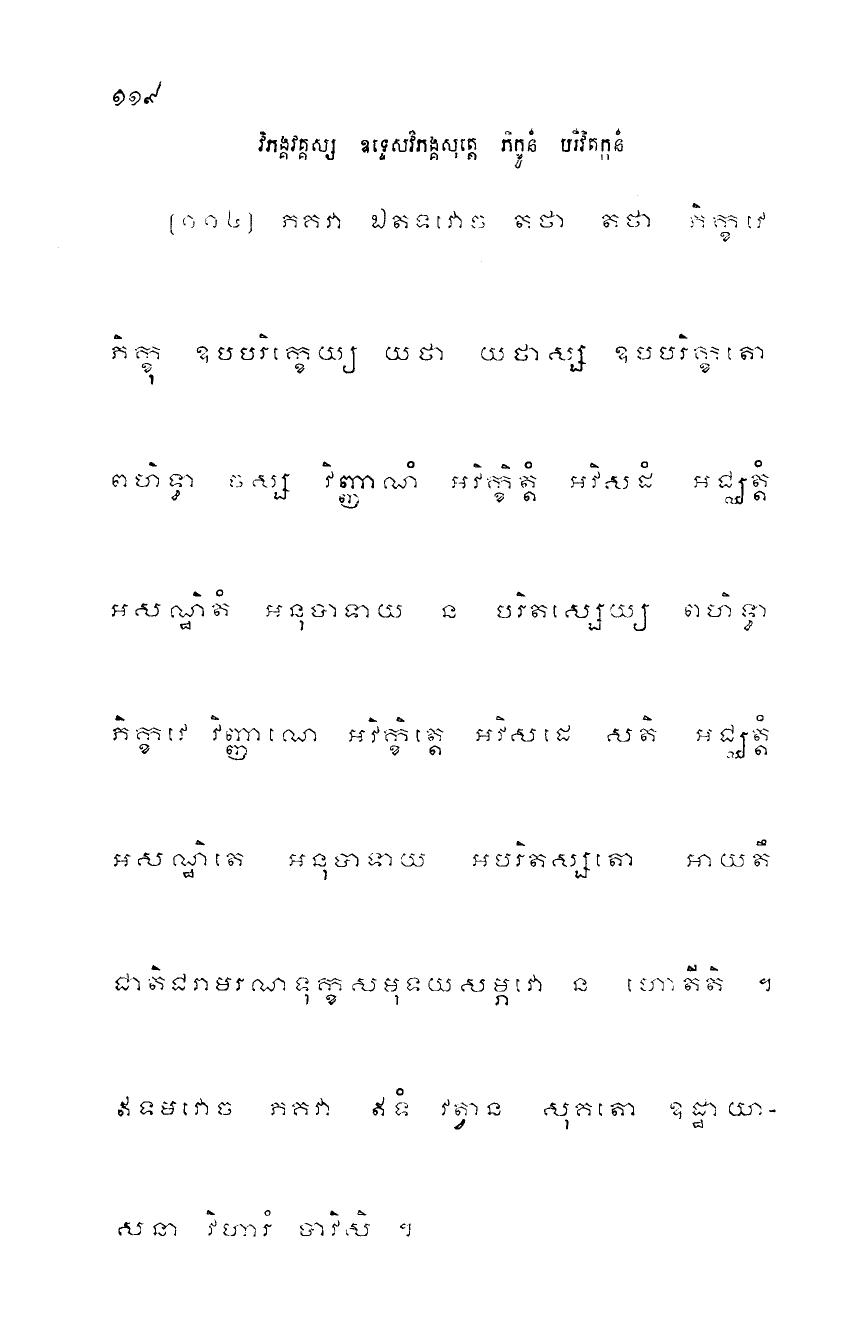 ១១៩
វិភង្គវគ្គស្ស ឧទ្ទេសវិភង្គសុត្តេ ភិក្ខូនំ បរិវិតក្កនំ
[១១៤] ភគវា ឯតទវោច តថា តថា ភិក្ខវេ
ភិក្ខុ ឧបបរិក្ខេយ្យ យថា យថាស្ស ឧបបរិក្ខតោ
ពហិទ្ធា ចស្ស វិញ្ញាណំ អវិក្ខិត្តំ អវិសដំ អជ្ឈត្តំ
អសណ្ឋិតំ អនុបាទាយ ន បរិតស្សេយ្យ ពហិទ្ធា
ភិក្ខវេ វិញ្ញាណេ អវិក្ខិត្តេ អវិសដេ សតិ អជ្ឈត្តំ
អសណ្ឋិតេ អនុបាទាយ អបរិតស្សតោ អាយតឹ
ជាតិជរាមរណទុក្ខសមុទយសម្ភវោ ន ហោតីតិ ។
ឥទមវោច ភគវា ឥទំ វត្វាន សុគតោ ឧដ្ឋាយា-
សនា វិហារំ បាវិសិ ។